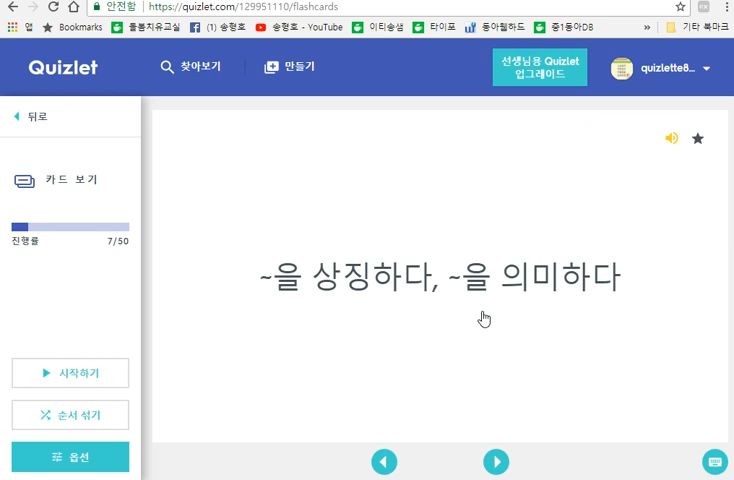 안전함 https://quizlet.com/129951110/flashcards
앱 Bookmarks 돌봄치유교실 (1) 송형호 송형호 - YouTube 이티송샘 타이포 동아웰하드 중1동아DB » 기타 북마크
Quizlet 찾아보기 만들기 선생님용 Quizlet
업그레이드 quizlette8...
뒤로
카드 보기
진행률 7/50
~을 상징하다, ~을 의미하다
시작하기
순서 섞기
옵션